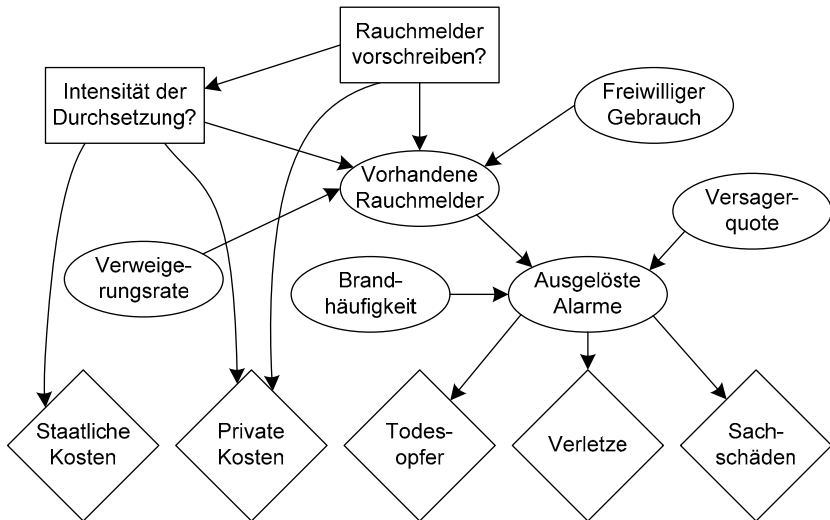 Rauchmelder
vorschreiben?
Intensität der
Durchsetzung?
Freiwilliger
Gebrauch
Vorhandene
Rauchmelder
Versager-
quote
Verweige-
rungsrate
Brand-
häufigkeit
Ausgelöste
Alarme
Staatliche
Kosten
Private
Kosten
Todes-
opfer
Verletze
Sach-
schäden